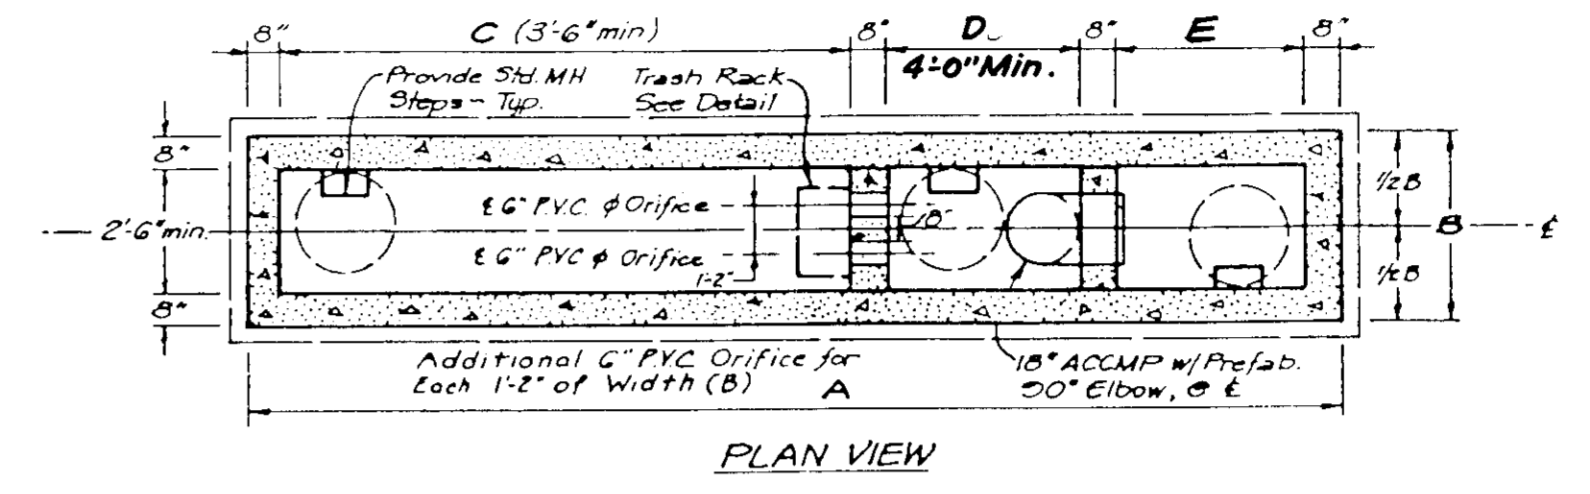 8" C (3'-6" min) 8" D 8" E 8"
4'-0" Min.
Provide Std. MH
Steps - Typ.
Trash Rack
See Detail
8"
2'-6" min.
8"
₵ 6" P.V.C. φ Orifice
8"
₵ 6" PVC φ Orifice
1'-2"
1/2 B
B
1/2 B
₵
Additional 6" P.V.C. Orifice for
Each 1'-2" of Width (B)
A
18" ACCMP w/ Prefab.
90° Elbow, @ ₵
PLAN VIEW